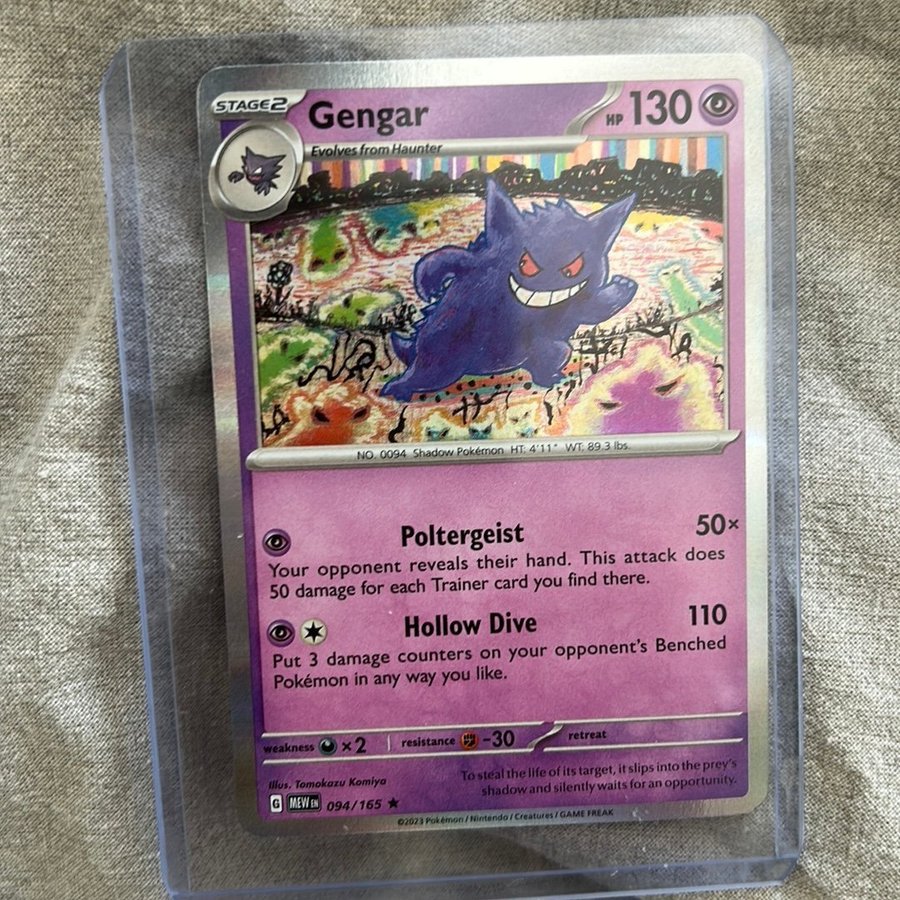 STAGE2 Gengar HP 130
Evolves from Haunter
NO. 0094 Shadow Pokémon HT: 4'11" WT: 89.3 lbs.
Poltergeist 50×
Your opponent reveals their hand. This attack does
50 damage for each Trainer card you find there.
Hollow Dive 110
Put 3 damage counters on your opponent's Benched
Pokémon in any way you like.
weakness ×2 resistance -30 retreat
Illus. Tomokazu Komiya
To steal the life of its target, it slips into the prey's
shadow and silently waits for an opportunity.
G MEW EN 094/165
©2023 Pokémon / Nintendo / Creatures / GAME FREAK